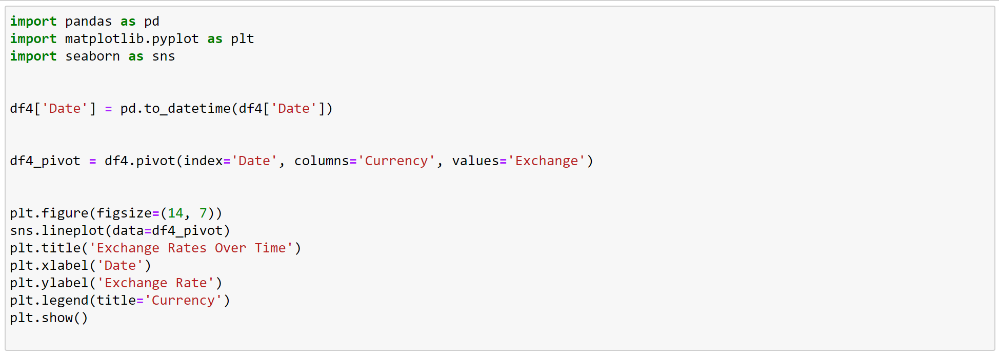 import pandas as pd
import matplotlib.pyplot as plt
import seaborn as sns
df4['Date'] = pd.to_datetime(df4['Date'])
df4_pivot = df4.pivot(index='Date', columns='Currency', values='Exchange')
plt.figure(figsize=(14, 7))
sns.lineplot(data=df4_pivot)
plt.title('Exchange Rates Over Time')
plt.xlabel('Date')
plt.ylabel('Exchange Rate')
plt.legend(title='Currency')
plt.show()